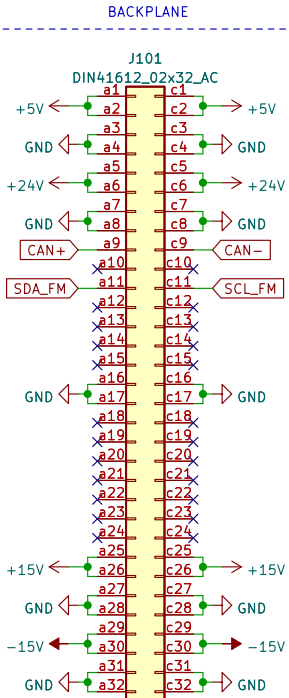 BACKPLANE
J101
DIN41612_02x32_AC
a1 c1
+5V +5V
a2 c2
a3 c3
GND GND
a4 c4
a5 c5
+24V +24V
a6 c6
a7 c7
GND GND
a8 c8
CAN+ a9 c9 CAN-
a10 c10
SDA_FM a11 c11 SCL_FM
a12 c12
a13 c13
a14 c14
a15 c15
a16 c16
GND a17 c17 GND
a18 c18
a19 c19
a20 c20
a21 c21
a22 c22
a23 c23
a24 c24
a25 c25
+15V +15V
a26 c26
a27 c27
GND GND
a28 c28
a29 c29
-15V -15V
a30 c30
a31 c31
GND GND
a32 c32